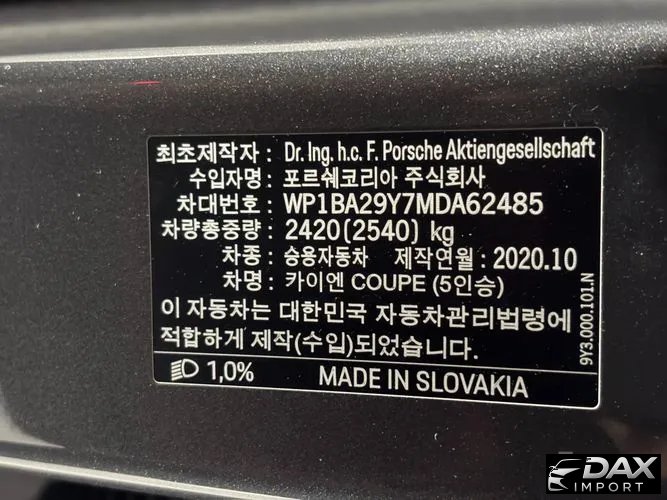 최초제작자 : Dr. Ing. h.c. F. Porsche Aktiengesellschaft
수입자명 : 포르쉐코리아 주식회사
차대번호 : WP1BA29Y7MDA62485
차량총중량 : 2420(2540) kg
차종 : 승용자동차 제작연월 : 2020.10
차명 : 카이엔 COUPE (5인승)
이 자동차는 대한민국 자동차관리법령에
적합하게 제작(수입)되었습니다.
1,0% MADE IN SLOVAKIA
9Y3.000.101.N
DAX
IMPORT